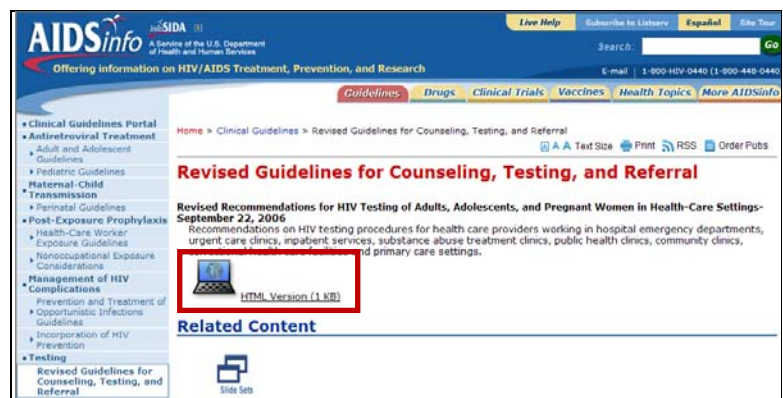 AIDSinfo infoSIDA
A Service of the U.S. Department
of Health and Human Services
Offering information on HIV/AIDS Treatment, Prevention, and Research
Live Help Subscribe to Listserv Español Site Tour
Search: Go
E-mail | 1-800-HIV-0440 (1-800-448-0440
Guidelines Drugs Clinical Trials Vaccines Health Topics More AIDSinfo
Clinical Guidelines Portal
Antiretroviral Treatment
Adult and Adolescent
Guidelines
Pediatric Guidelines
Maternal-Child
Transmission
Perinatal Guidelines
Post-Exposure Prophylaxis
Health-Care Worker
Exposure Guidelines
Nonoccupational Exposure
Considerations
Management of HIV
Complications
Prevention and Treatment of
Opportunistic Infections
Guidelines
Incorporation of HIV
Prevention
Testing
Revised Guidelines for
Counseling, Testing, and
Referral
Home > Clinical Guidelines > Revised Guidelines for Counseling, Testing, and Referral
A A A Text Size Print RSS Order Pubs
Revised Guidelines for Counseling, Testing, and Referral
Revised Recommendations for HIV Testing of Adults, Adolescents, and Pregnant Women in Health-Care Settings-
September 22, 2006
Recommendations on HIV testing procedures for health care providers working in hospital emergency departments,
urgent care clinics, inpatient services, substance abuse treatment clinics, public health clinics, community clinics,
correctional health care facilities and primary care settings.
HTML Version (1 KB)
Related Content
Slide Sets